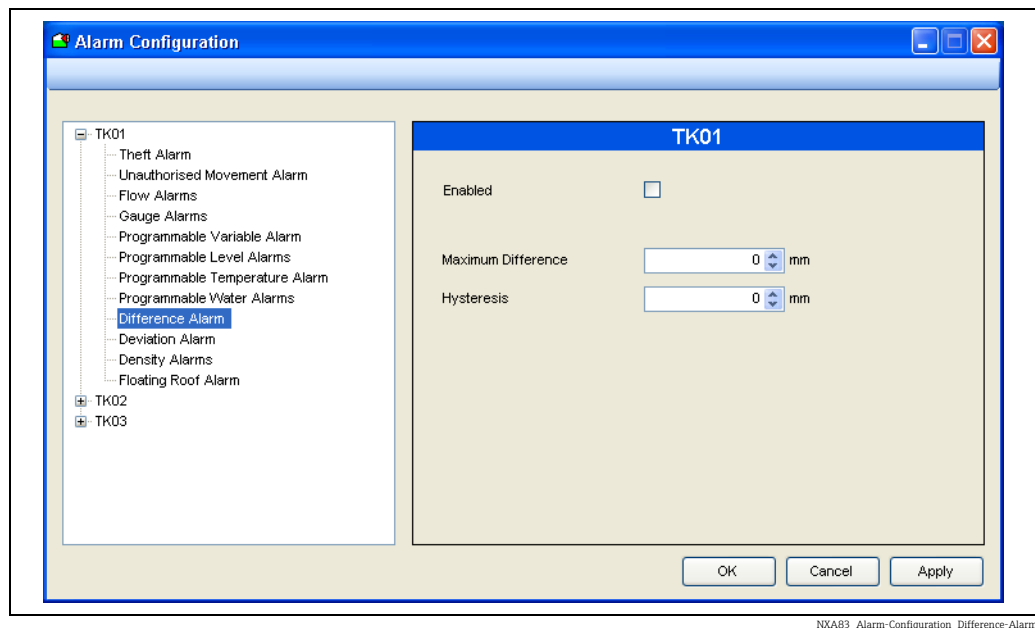 Alarm Configuration
TK01
Theft Alarm
Unauthorised Movement Alarm
Flow Alarms
Gauge Alarms
Programmable Variable Alarm
Programmable Level Alarms
Programmable Temperature Alarm
Programmable Water Alarms
Difference Alarm
Deviation Alarm
Density Alarms
Floating Roof Alarm
TK02
TK03
TK01
Enabled
Maximum Difference 0 mm
Hysteresis 0 mm
OK Cancel Apply
NXA83_Alarm-Configuration_Difference-Alarm